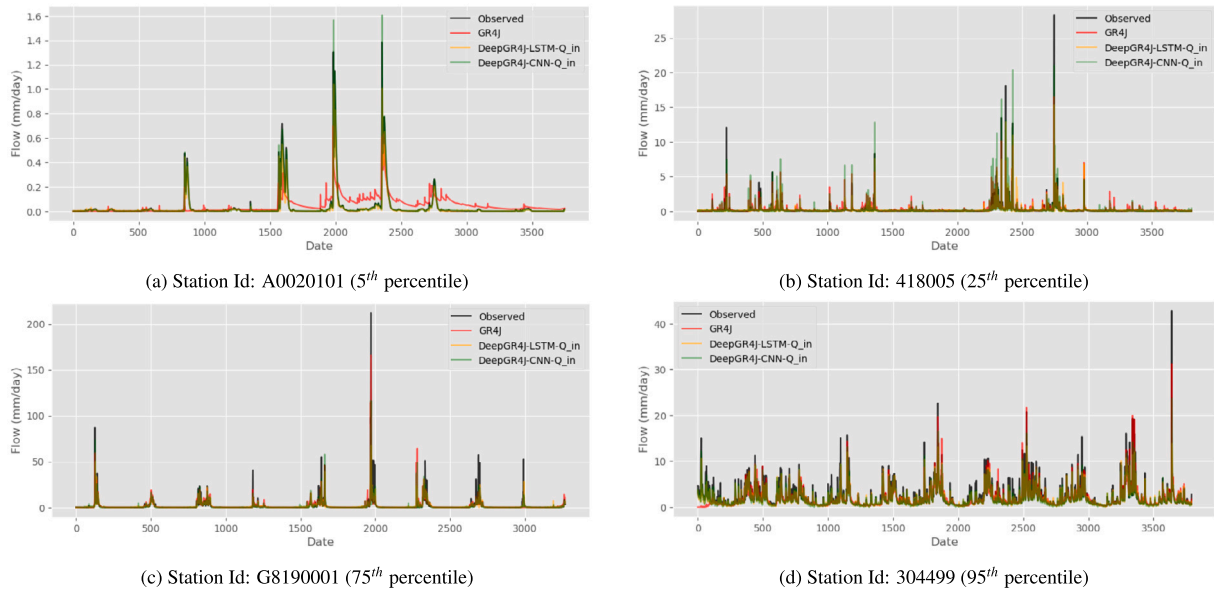 1.6
1.4
1.2
1.0
0.8
0.6
0.4
0.2
0.0
Flow (mm/day)
Observed
GR4J
DeepGR4J-LSTM-Q_in
DeepGR4J-CNN-Q_in
0 500 1000 1500 2000 2500 3000 3500
Date
(a) Station Id: A0020101 (5th percentile)
25
20
15
10
5
0
Flow (mm/day)
Observed
GR4J
DeepGR4J-LSTM-Q_in
DeepGR4J-CNN-Q_in
0 500 1000 1500 2000 2500 3000 3500
Date
(b) Station Id: 418005 (25th percentile)
200
150
100
50
0
Flow (mm/day)
Observed
GR4J
DeepGR4J-LSTM-Q_in
DeepGR4J-CNN-Q_in
0 500 1000 1500 2000 2500 3000
Date
(c) Station Id: G8190001 (75th percentile)
40
30
20
10
0
Flow (mm/day)
Observed
GR4J
DeepGR4J-LSTM-Q_in
DeepGR4J-CNN-Q_in
0 500 1000 1500 2000 2500 3000 3500
Date
(d) Station Id: 304499 (95th percentile)